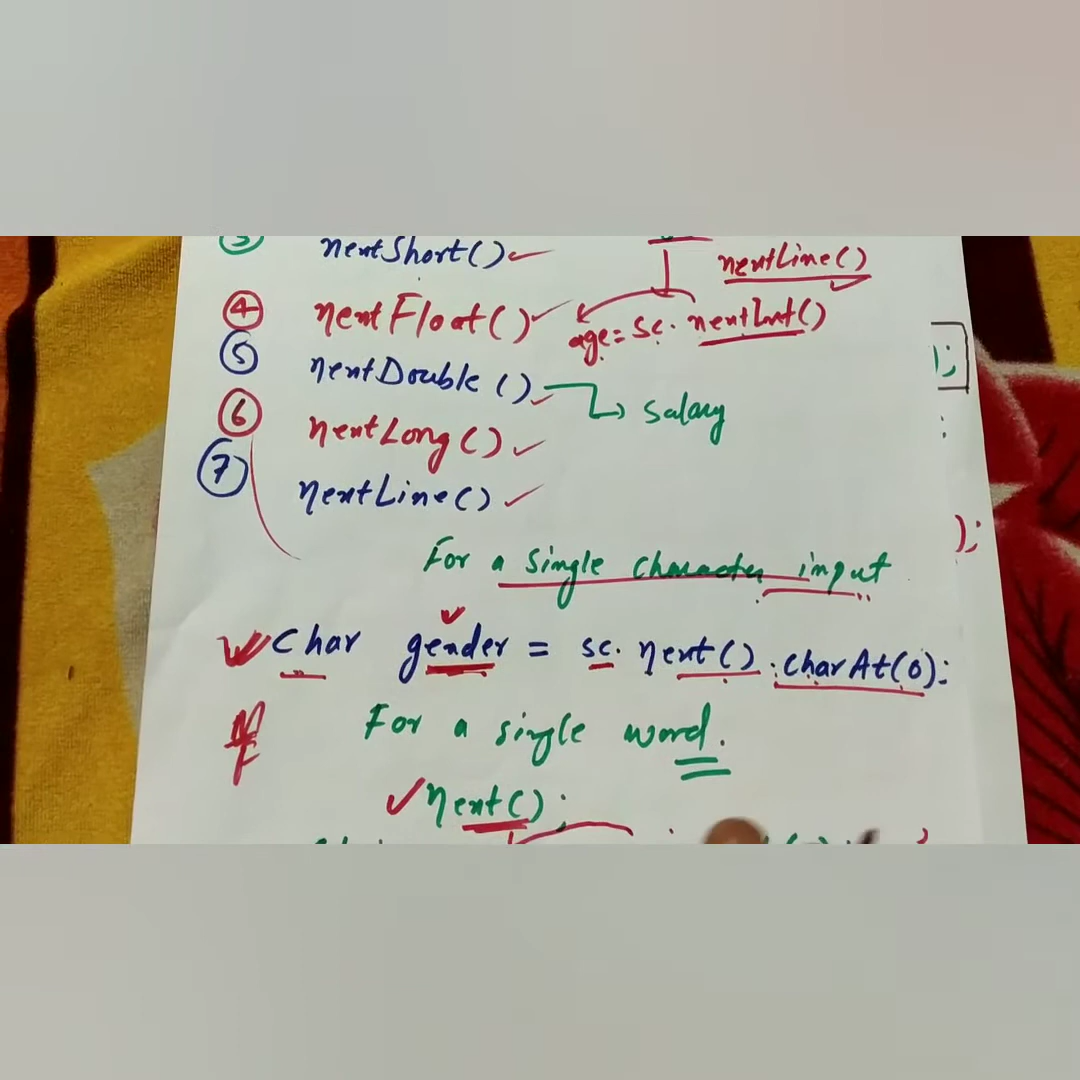 3 nextShort()
nextLine()
4 nextFloat()
age = sc. nextInt()
5 nextDouble() → Salary
6 nextLong()
7 nextLine()
);
For a single character input
Char gender = sc. next() .charAt(0);
M
F
For a single word.
next();